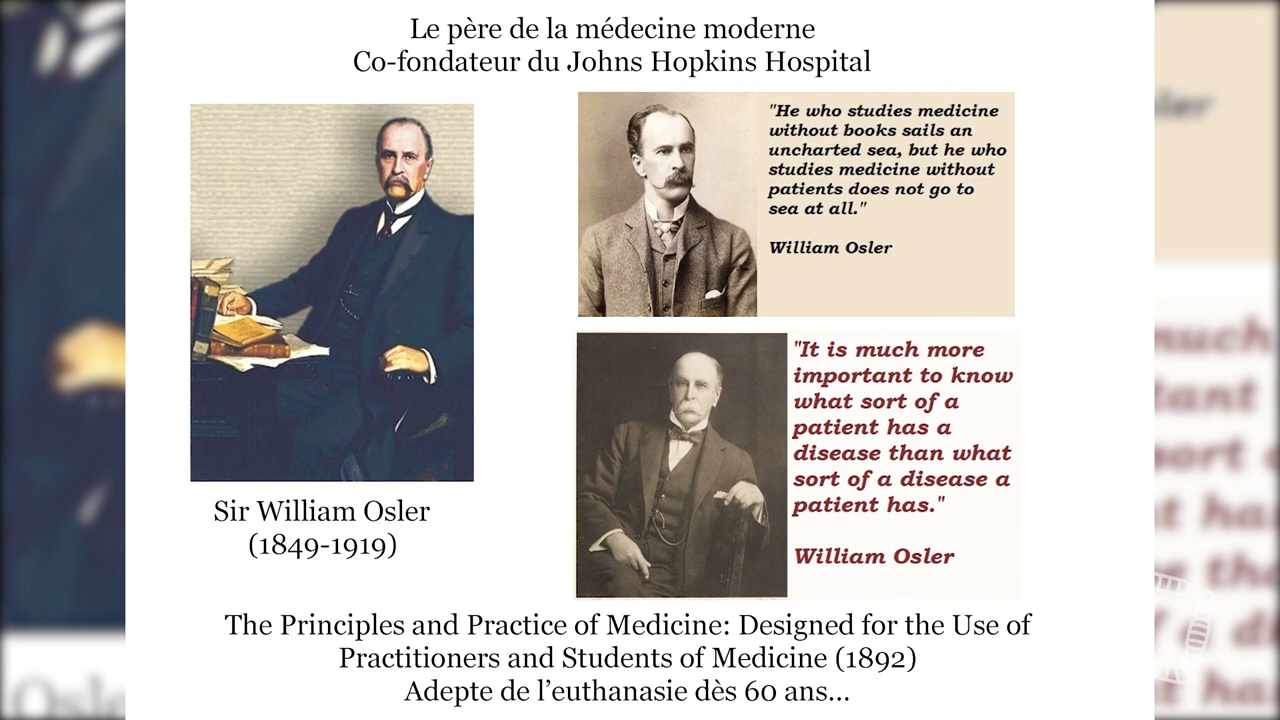 Le père de la médecine moderne
Co-fondateur du Johns Hopkins Hospital
"He who studies medicine
without books sails an
uncharted sea, but he who
studies medicine without
patients does not go to
sea at all."
William Osler
"It is much more
important to know
what sort of a
patient has a
disease than what
sort of a disease a
patient has."
William Osler
Sir William Osler
(1849-1919)
The Principles and Practice of Medicine: Designed for the Use of
Practitioners and Students of Medicine (1892)
Adepte de l’euthanasie dès 60 ans...